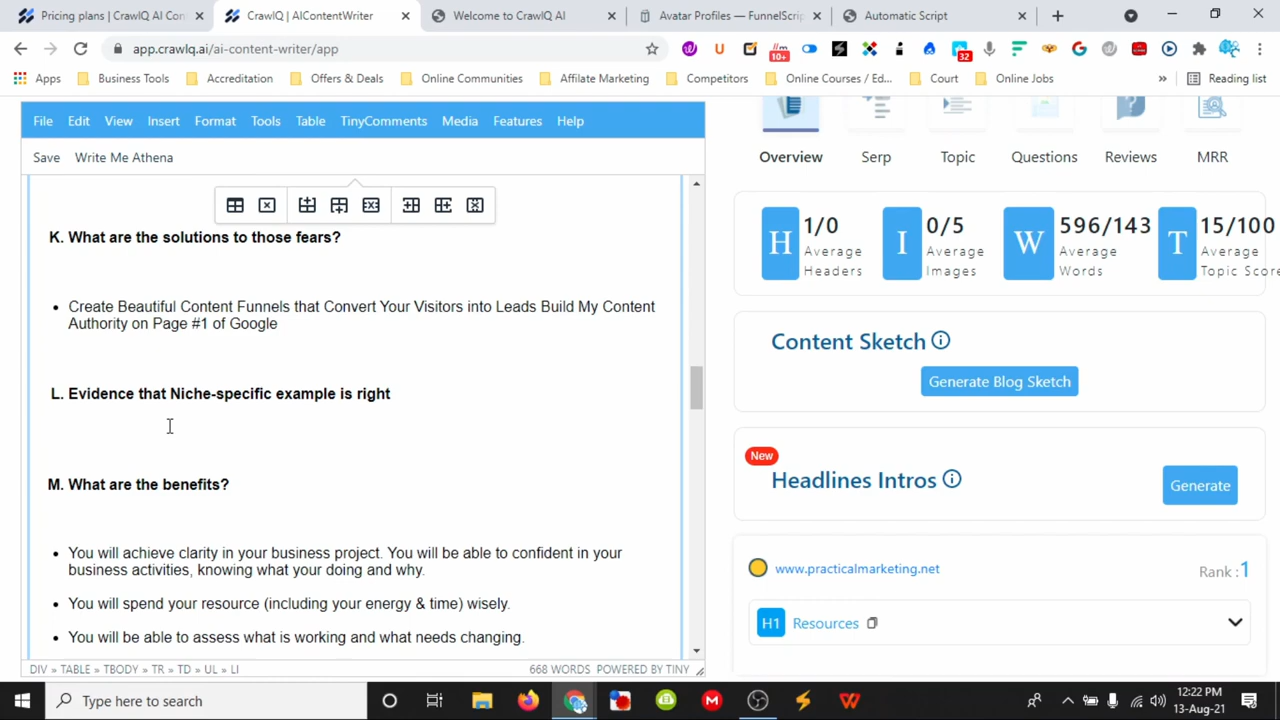 Pricing plans | CrawlQ AI Con
CrawlQ | AIContentWriter
Welcome to CrawlQ AI
Avatar Profiles — FunnelScrip
Automatic Script
app.crawlq.ai/ai-content-writer/app
10+
32
Apps
Business Tools
Accreditation
Offers & Deals
Online Communities
Affilate Marketing
Competitors
Online Courses / Ed...
Court
Online Jobs
»
Reading list
File Edit View Insert Format Tools Table TinyComments Media Features Help
Save Write Me Athena
K. What are the solutions to those fears?
• Create Beautiful Content Funnels that Convert Your Visitors into Leads Build My Content
Authority on Page #1 of Google
L. Evidence that Niche-specific example is right
M. What are the benefits?
• You will achieve clarity in your business project. You will be able to confident in your
business activities, knowing what your doing and why.
• You will spend your resource (including your energy & time) wisely.
• You will be able to assess what is working and what needs changing.
DIV » TABLE » TBODY » TR » TD » UL » LI
668 WORDS POWERED BY TINY
Overview Serp Topic Questions Reviews MRR
H 1/0 Average Headers
I 0/5 Average Images
W 596/143 Average Words
T 15/100 Average Topic Score
Content Sketch
Generate Blog Sketch
New
Headlines Intros
Generate
www.practicalmarketing.net
Rank :1
H1 Resources
Type here to search
12:22 PM
13-Aug-21